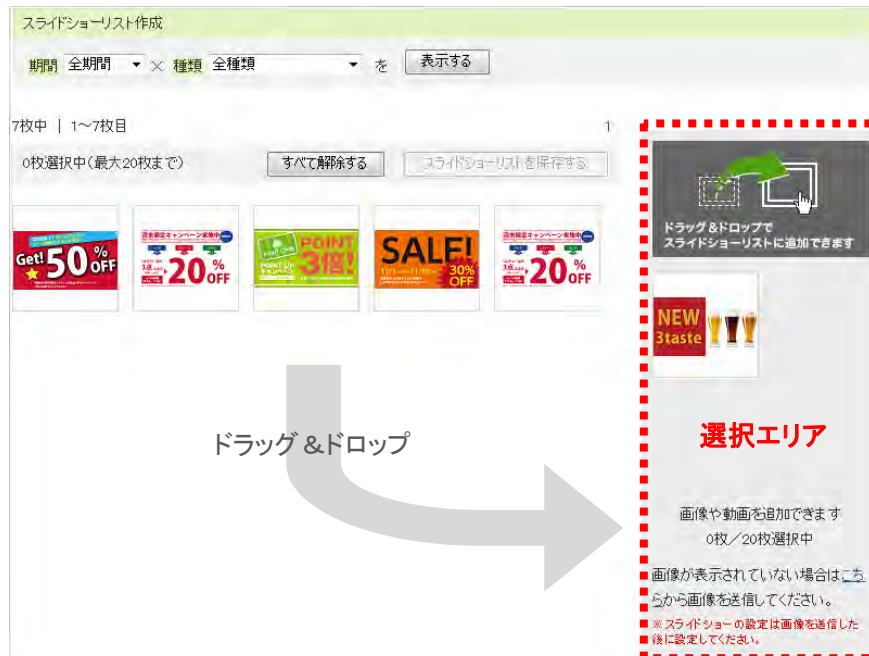 スライドショーリスト作成
期間 全期間 × 種類 全種類 を 表示する
7枚中 | 1～7枚目 1
0枚選択中(最大20枚まで) すべて解除する スライドショーリストを保存する
Get! 50%OFF
20%OFF
POINT 3倍!
SALE!
30%OFF
20%OFF
ドラッグ&ドロップ
ドラッグ&ドロップで
スライドショーリストに追加できます
NEW
3taste
選択エリア
画像や動画を追加できます
0枚／20枚選択中
画像が表示されていない場合はこち
らから画像を送信してください。
※スライドショーの設定は画像を送信した
後に設定してください。